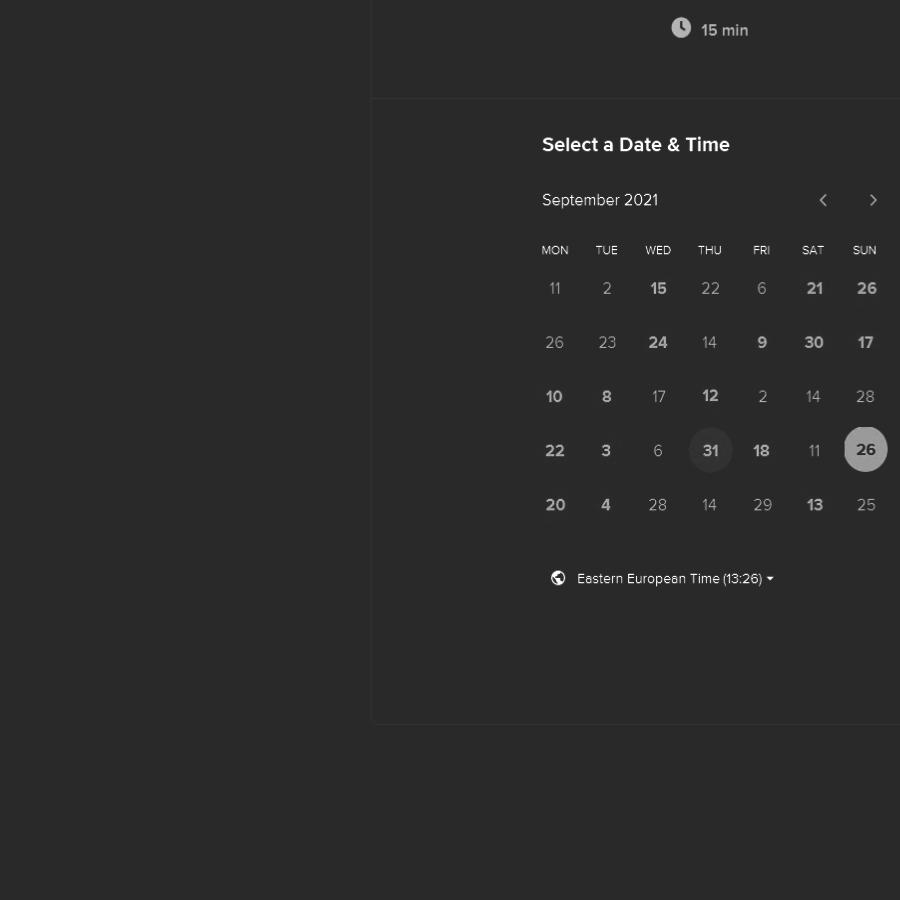 15 min
Select a Date & Time
September 2021
MON TUE WED THU FRI SAT SUN
11 2 15 22 6 21 26
26 23 24 14 9 30 17
10 8 17 12 2 14 28
22 3 6 31 18 11 26
20 4 28 14 29 13 25
Eastern European Time (13:26)